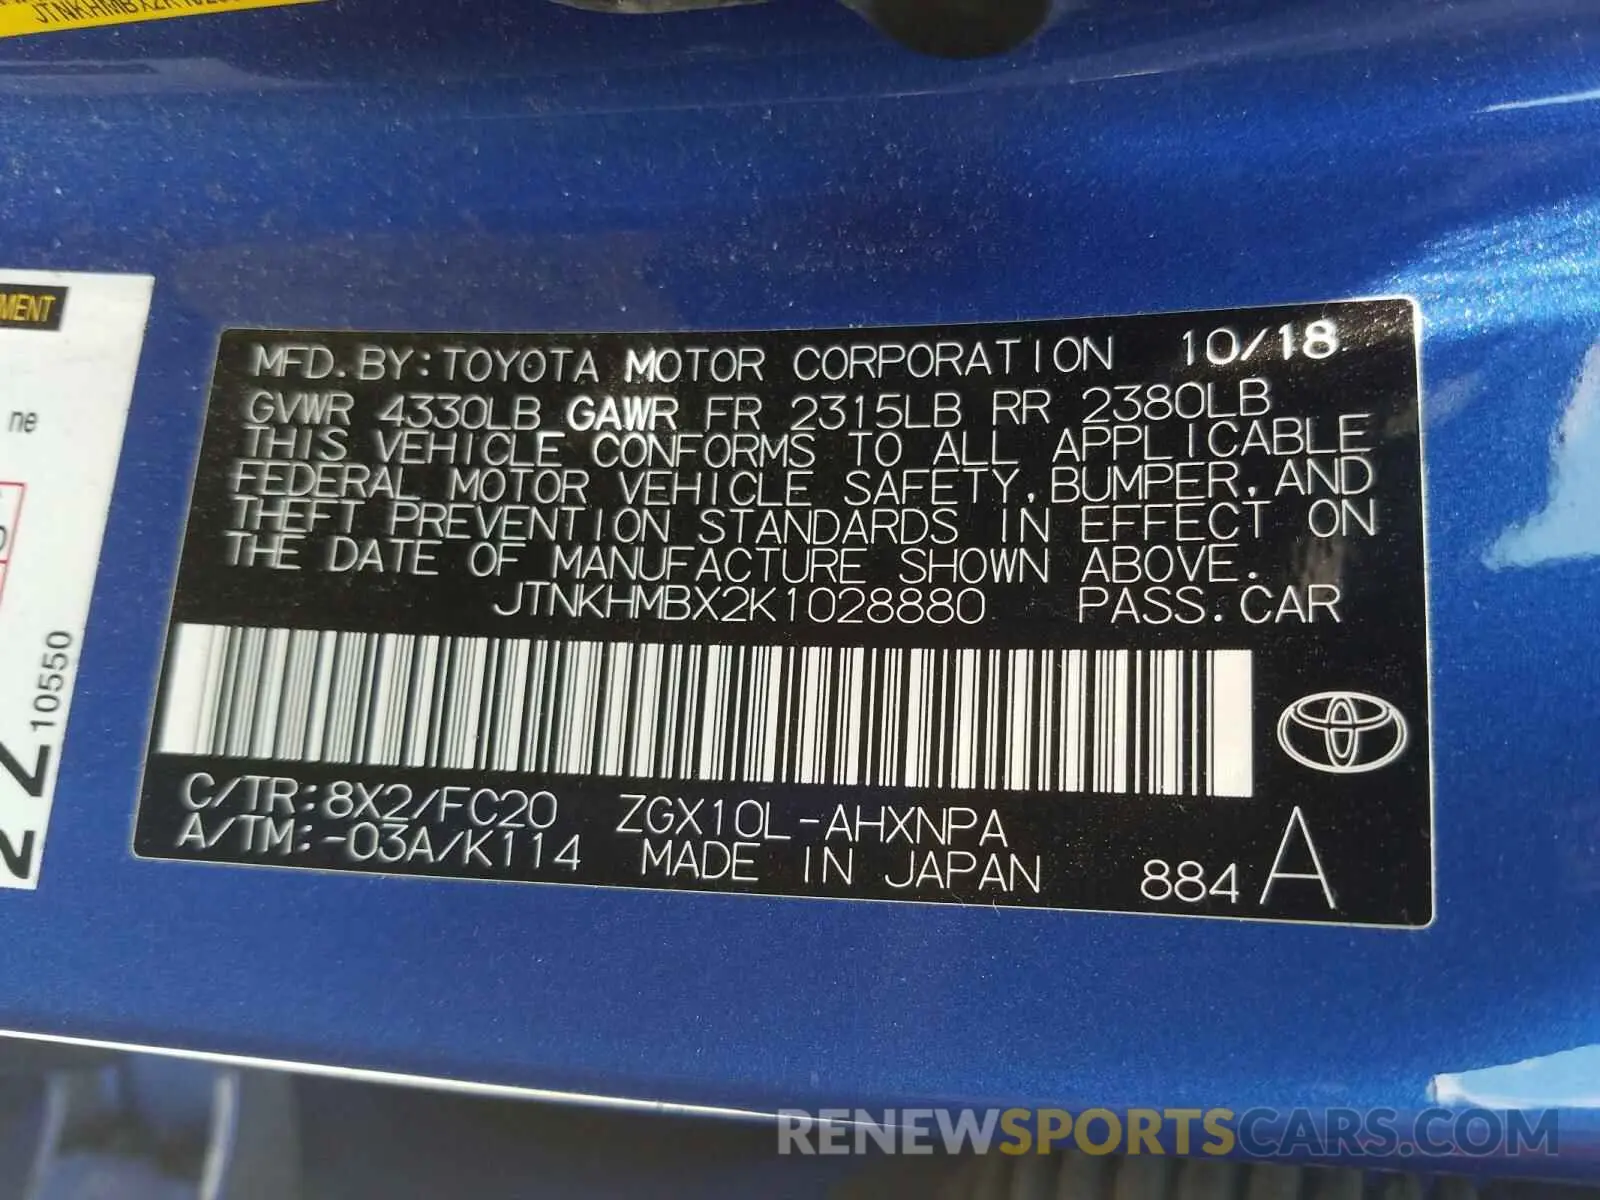 JTNKHMBX2K1028
MENT
ne
10550
MFD. BY: TOYOTA MOTOR CORPORATION 10/18
GVWR 4330LB GAWR FR 2315LB RR 2380LB
THIS VEHICLE CONFORMS TO ALL APPLICABLE
FEDERAL MOTOR VEHICLE SAFETY, BUMPER, AND
THEFT PREVENTION STANDARDS IN EFFECT ON
THE DATE OF MANUFACTURE SHOWN ABOVE.
JTNKHMBX2K1028880 PASS. CAR
C/TR: 8X2/FC20 ZGX10L-AHXNPA
A/TM: -03A/K114 MADE IN JAPAN 884 A
RENEWSPORTSCARS.COM